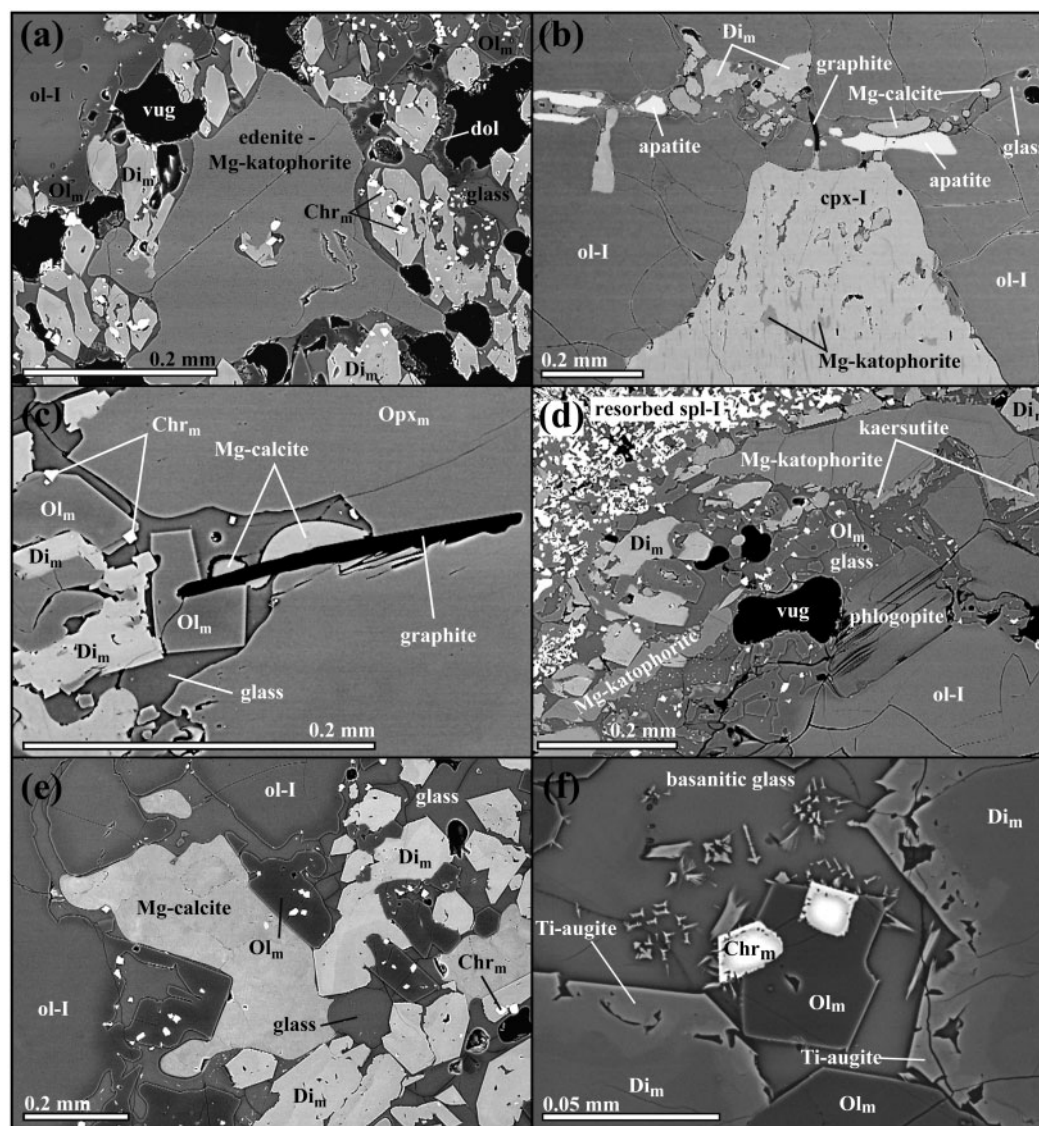 (a)
Ol_m
ol-I
vug
edenite -
Mg-katophorite
dol
Ol_m
Di_m
glass
Chr_m
Di_m
0.2 mm
(b)
Di_m
graphite
Mg-calcite
apatite
glass
apatite
cpx-I
ol-I
ol-I
Mg-katophorite
0.2 mm
(c)
Opx_m
Chr_m
Mg-calcite
Ol_m
Di_m
Ol_m
graphite
Di_m
glass
0.2 mm
(d)
resorbed spl-I
Di_m
kaersutite
Mg-katophorite
Di_m
Ol_m
glass
vug
phlogopite
Mg-katophorite
ol-I
0.2 mm
(e)
ol-I
glass
Di_m
Mg-calcite
Ol_m
Chr_m
ol-I
glass
Di_m
0.2 mm
(f)
basanitic glass
Di_m
Ti-augite
Chr_m
Ol_m
Ti-augite
Di_m
Ol_m
0.05 mm